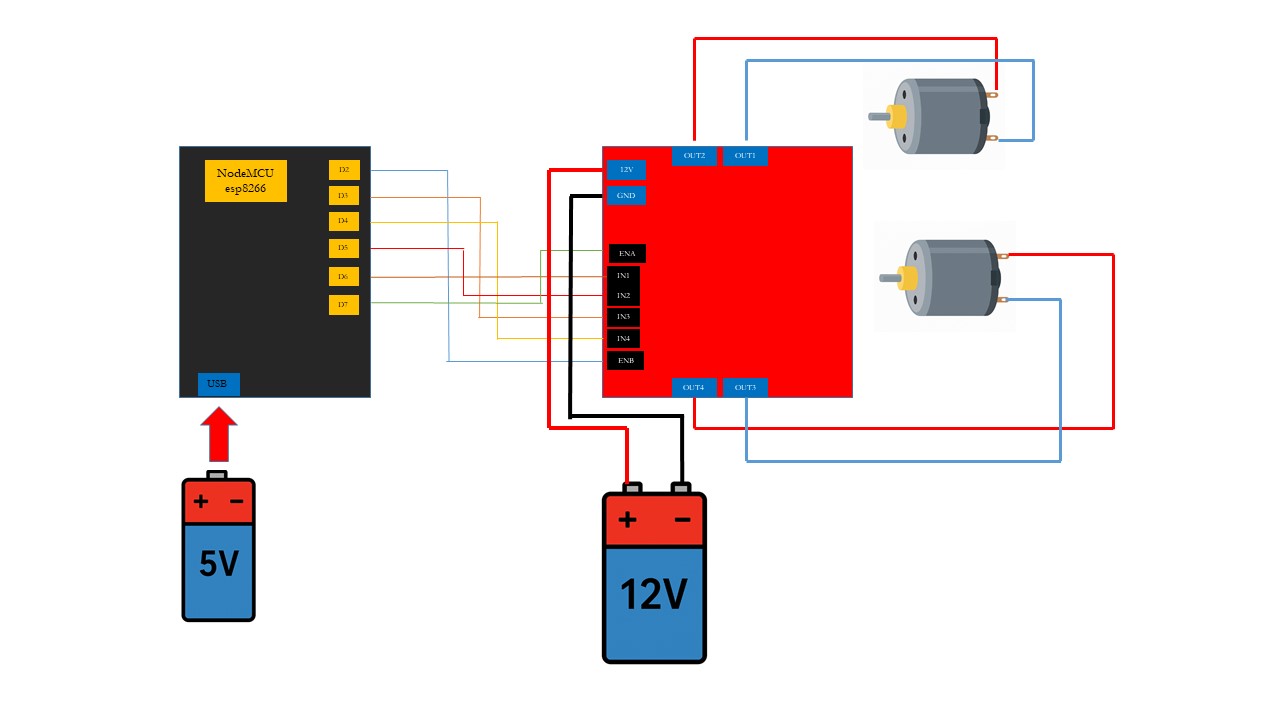 NodeMCU
esp8266
D2
D3
D4
D5
D6
D7
USB
+ −
5V
OUT2
OUT1
12V
GND
ENA
IN1
IN2
IN3
IN4
ENB
OUT4
OUT3
+ −
12V